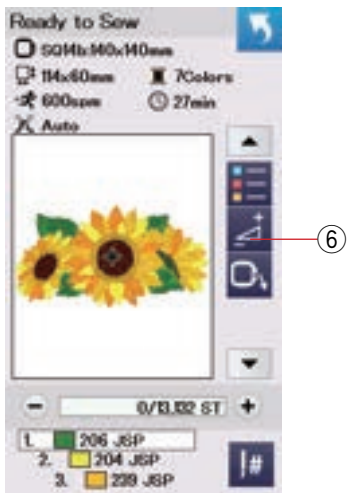 Ready to Sew
SQ14b:140x140mm
114x60mm 7Colors
600spm 27min
Auto
6
0/13,132 ST
1. 206 JSP
2. 204 JSP
3. 239 JSP
#